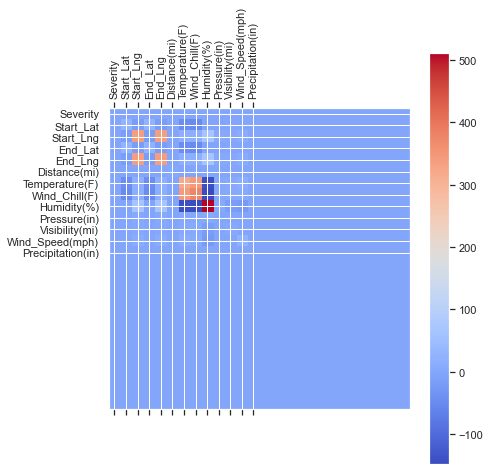 Severity
Start_Lat
Start_Lng
End_Lat
End_Lng
Distance(mi)
Temperature(F)
Wind_Chill(F)
Humidity(%)
Pressure(in)
Visibility(mi)
Wind_Speed(mph)
Precipitation(in)
Severity
Start_Lat
Start_Lng
End_Lat
End_Lng
Distance(mi)
Temperature(F)
Wind_Chill(F)
Humidity(%)
Pressure(in)
Visibility(mi)
Wind_Speed(mph)
Precipitation(in)
500
400
300
200
100
0
−100